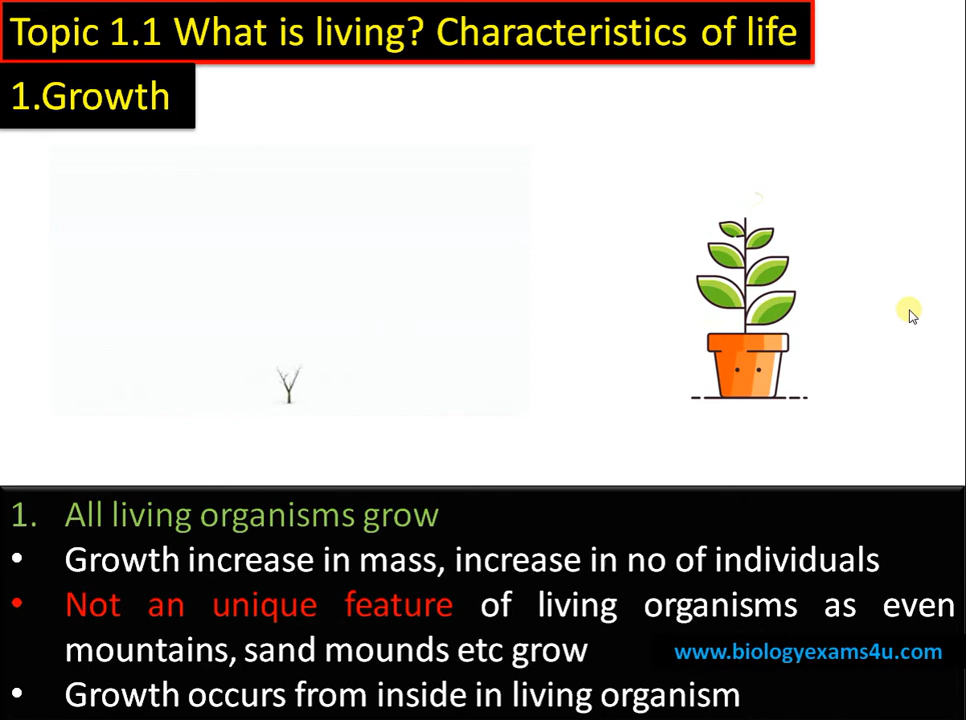 Topic 1.1 What is living? Characteristics of life
1.Growth
1. All living organisms grow
• Growth increase in mass, increase in no of individuals
• Not an unique feature of living organisms as even
mountains, sand mounds etc grow
www.biologyexams4u.com
• Growth occurs from inside in living organism